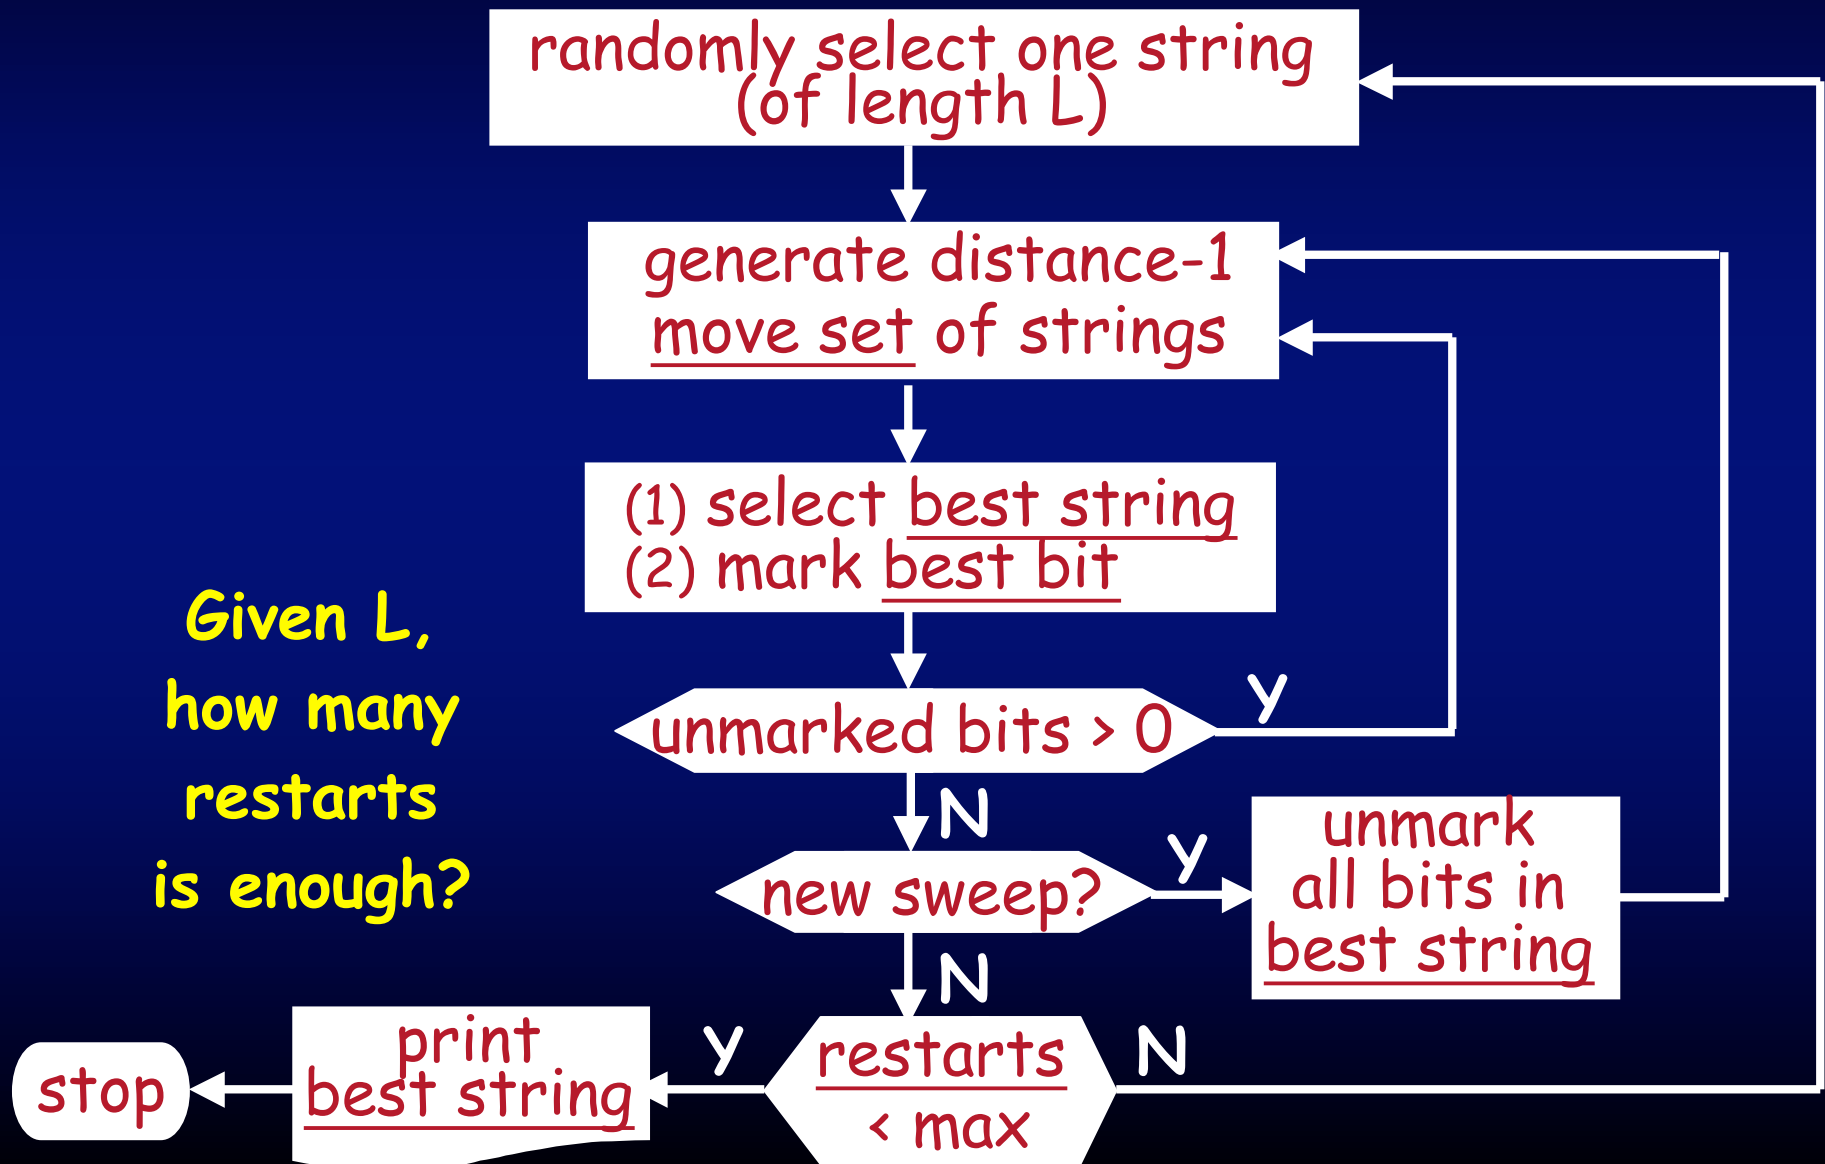 randomly select one string
(of length L)
generate distance-1
move set of strings
(1) select best string
(2) mark best bit
Given L,
how many
restarts
is enough?
unmarked bits > 0
y
N
new sweep?
y
unmark
all bits in
best string
N
restarts
< max
y
N
print
best string
stop